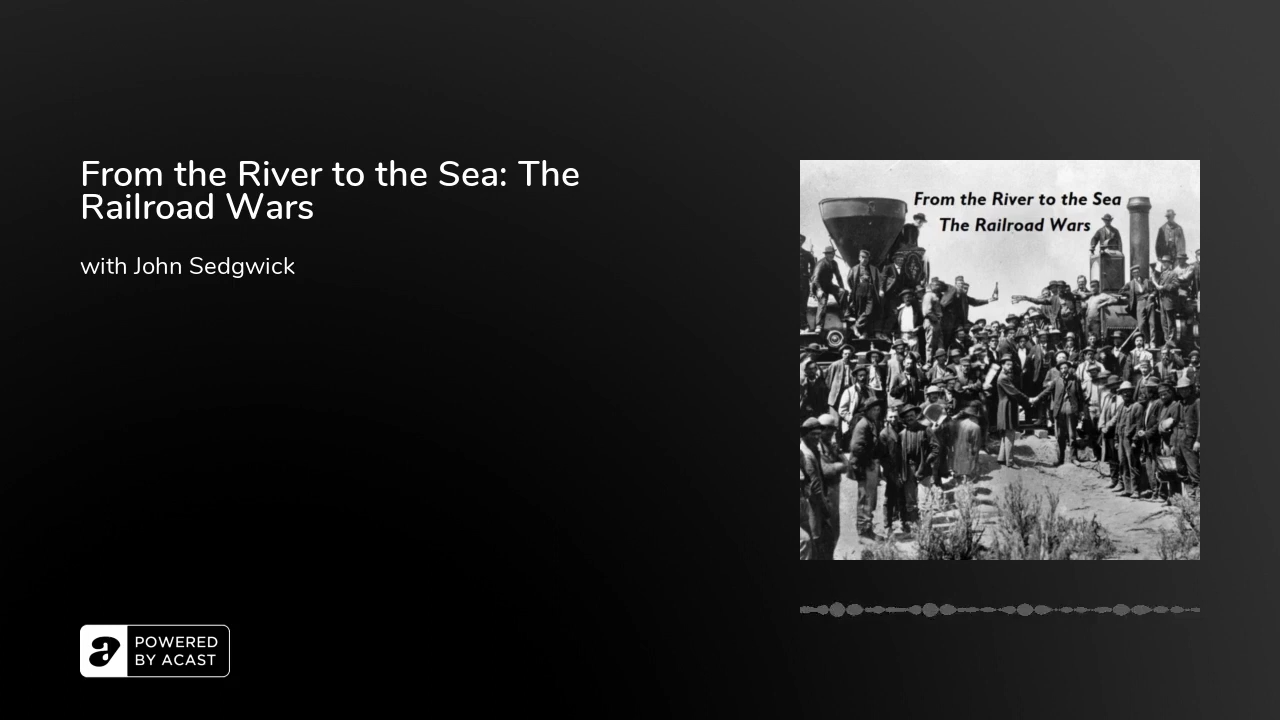 From the River to the Sea: The
Railroad Wars
with John Sedgwick
From the River to the Sea
The Railroad Wars
POWERED
BY ACAST